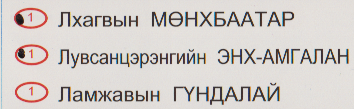 1 Лхагвын МӨНХБААТАР
1 Лувсанцэрэнгийн ЭНХ-АМГАЛАН
1 Ламжавын ГҮНДАЛАЙ